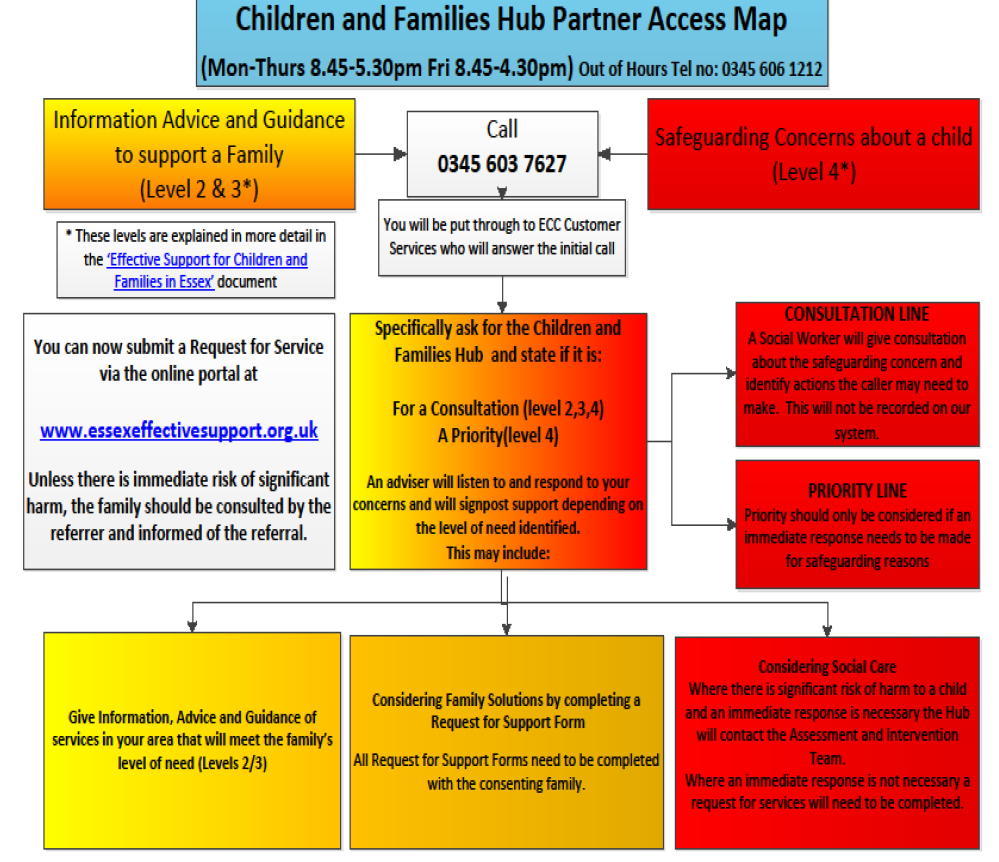 Children and Families Hub Partner Access Map
(Mon-Thurs 8.45-5.30pm Fri 8.45-4.30pm) Out of Hours Tel no: 0345 606 1212
Information Advice and Guidance
to support a Family
(Level 2 & 3*)
Call
0345 603 7627
Safeguarding Concerns about a child
(Level 4*)
* These levels are explained in more detail in
the ‘Effective Support for Children and
Families in Essex’ document
You will be put through to ECC Customer
Services who will answer the initial call
You can now submit a Request for Service
via the online portal at
www.essexeffectivesupport.org.uk
Unless there is immediate risk of significant
harm, the family should be consulted by the
referrer and informed of the referral.
Specifically ask for the Children and
Families Hub and state if it is:
For a Consultation (level 2,3,4)
A Priority(level 4)
An adviser will listen to and respond to your
concerns and will signpost support depending on
the level of need identified.
This may include:
CONSULTATION LINE
A Social Worker will give consultation
about the safeguarding concern and
identify actions the caller may need to
make. This will not be recorded on our
system.
PRIORITY LINE
Priority should only be considered if an
immediate response needs to be made
for safeguarding reasons
Give Information, Advice and Guidance of
services in your area that will meet the family’s
level of need (Levels 2/3)
Considering Family Solutions by completing a
Request for Support Form
All Request for Support Forms need to be completed
with the consenting family.
Considering Social Care
Where there is significant risk of harm to a child
and an immediate response is necessary the Hub
will contact the Assessment and Intervention
Team.
Where an immediate response is not necessary a
request for services will need to be completed.